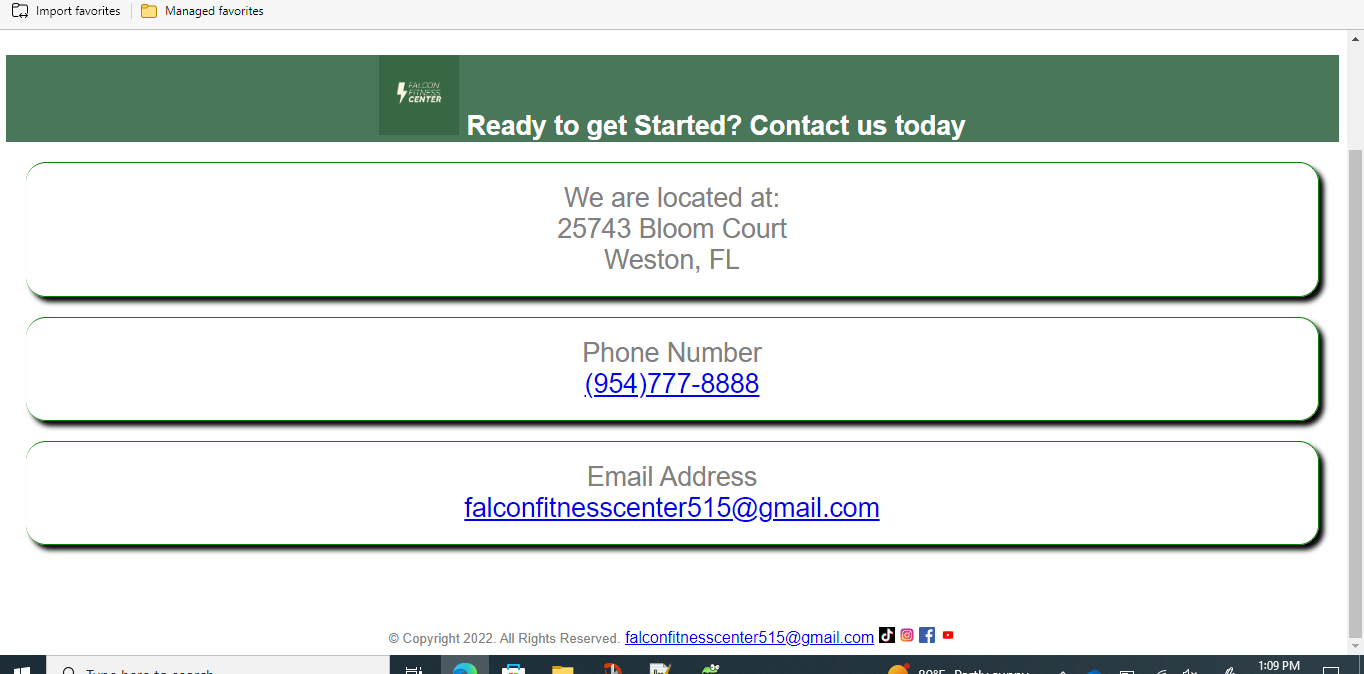 Import favorites Managed favorites
FALCON
FITNESS
CENTER
Ready to get Started? Contact us today
We are located at:
25743 Bloom Court
Weston, FL
Phone Number
(954)777-8888
Email Address
falconfitnesscenter515@gmail.com
© Copyright 2022. All Rights Reserved. falconfitnesscenter515@gmail.com
Type here to search 80°F Partly sunny 1:09 PM